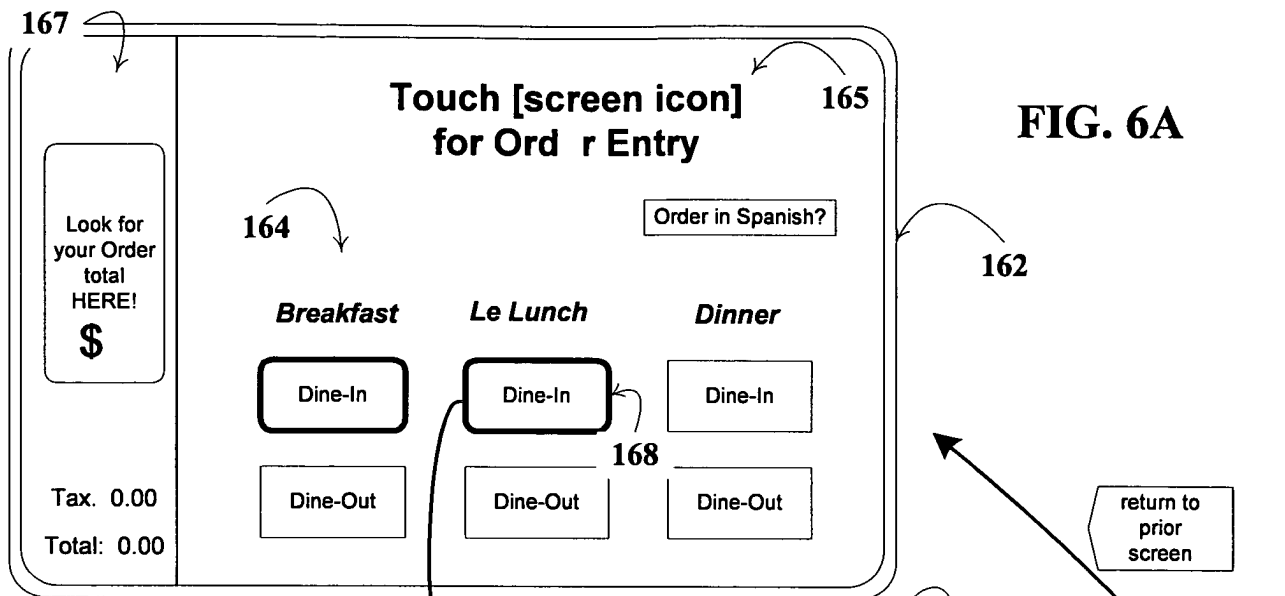 167
Touch [screen icon]
for Ord r Entry
165
FIG. 6A
Look for
your Order
total
HERE!
$
164
Order in Spanish?
162
Breakfast
Le Lunch
Dinner
Dine-In
Dine-In
Dine-In
168
Dine-Out
Dine-Out
Dine-Out
Tax. 0.00
Total: 0.00
return to
prior
screen